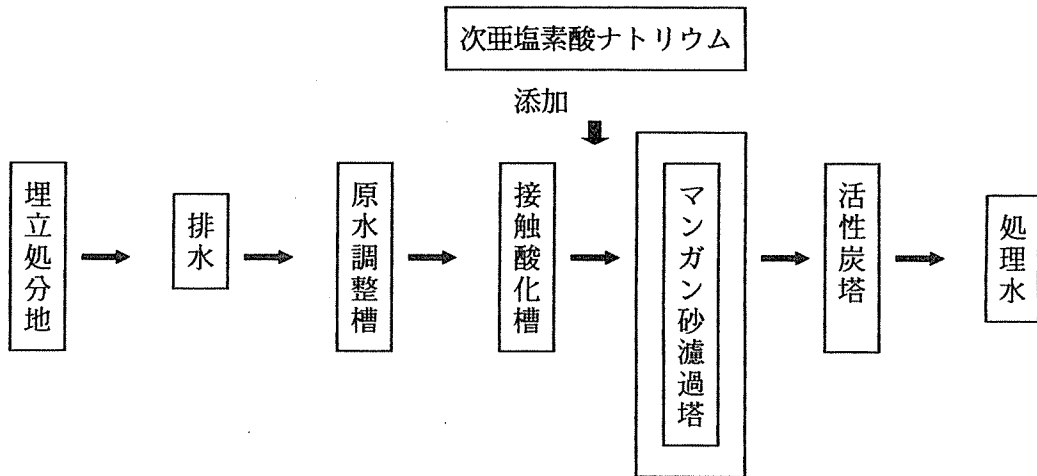 次亜塩素酸ナトリウム
添加
埋立処分地
排水
原水調整槽
接触酸化槽
マンガン砂濾過塔
活性炭塔
処理水